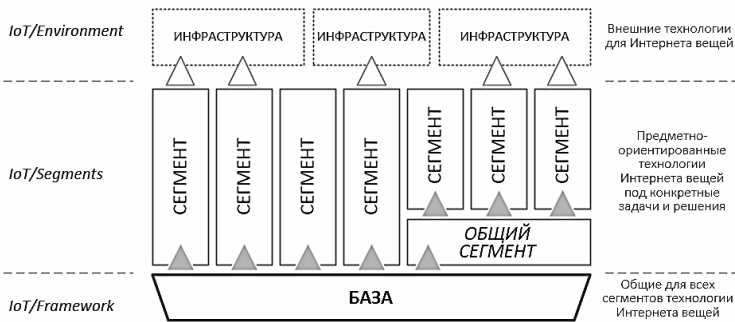 IoT/Environment
ИНФРАСТРУКТУРА
ИНФРАСТРУКТУРА
ИНФРАСТРУКТУРА
Внешние технологии
для Интернета вещей
IoT/Segments
СЕГМЕНТ
СЕГМЕНТ
СЕГМЕНТ
СЕГМЕНТ
СЕГМЕНТ
СЕГМЕНТ
СЕГМЕНТ
ОБЩИЙ
СЕГМЕНТ
Предметно-
ориентированные
технологии
Интернета вещей
под конкретные
задачи и решения
IoT/Framework
БАЗА
Общие для всех
сегментов технологии
Интернета вещей